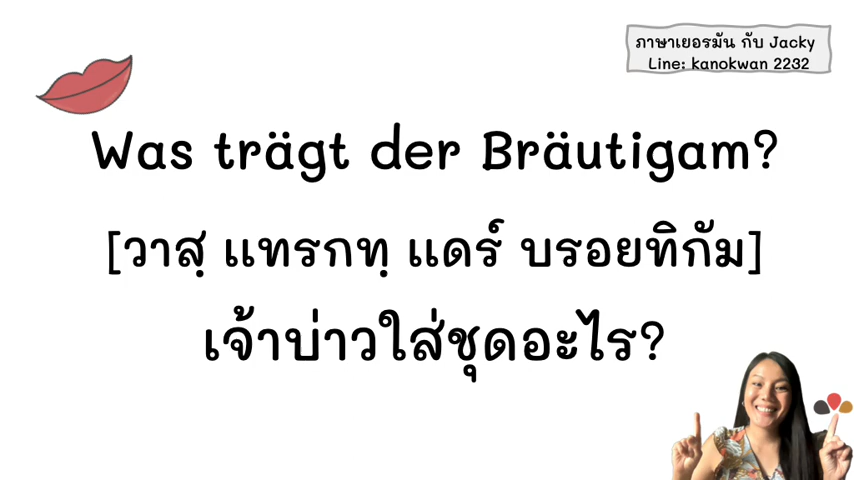 ภาษาเยอรมัน กับ Jacky
Line: kanokwan 2232
Was trägt der Bräutigam?
[วาสฺ แทรกทฺ แดร์ บรอยทิกัม]
เจ้าบ่าวใส่ชุดอะไร?